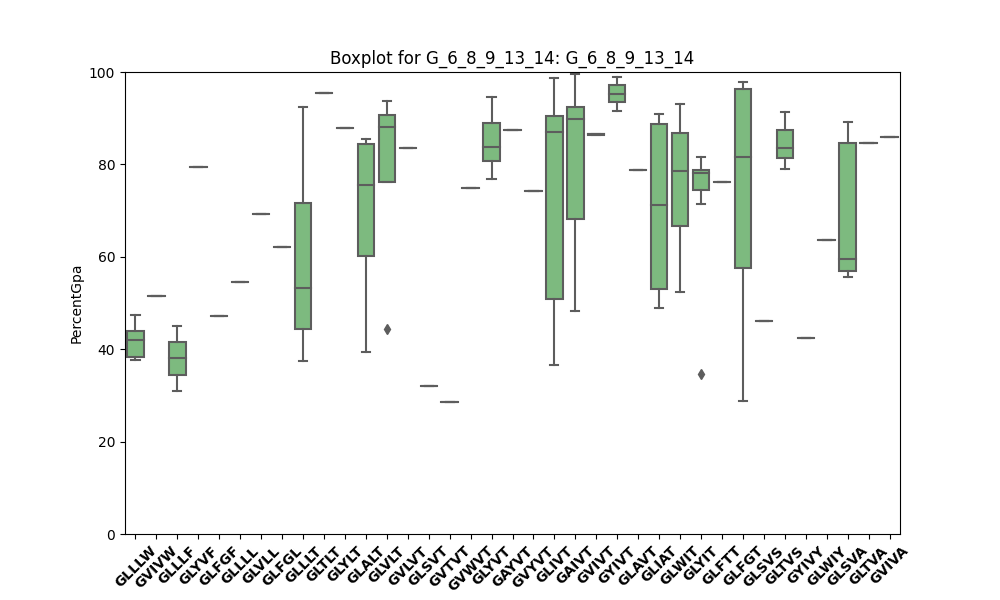 Boxplot for G_6_8_9_13_14: G_6_8_9_13_14
PercentGpa
100
80
60
40
20
0
GLLLW
GVIVW
GLLLF
GLYVF
GLFGF
GLLLL
GLVLL
GLFGL
GLLLT
GLTLT
GLYLT
GLALT
GLVLT
GVLVT
GLSVT
GVTVT
GVWVT
GLYVT
GAYVT
GVYVT
GLIVT
GAIVT
GVIVT
GYIVT
GLAVT
GLIAT
GLWIT
GLYIT
GLFTT
GLFGT
GLSVS
GLTVS
GYIVY
GLWIY
GLSVA
GLTVA
GVIVA